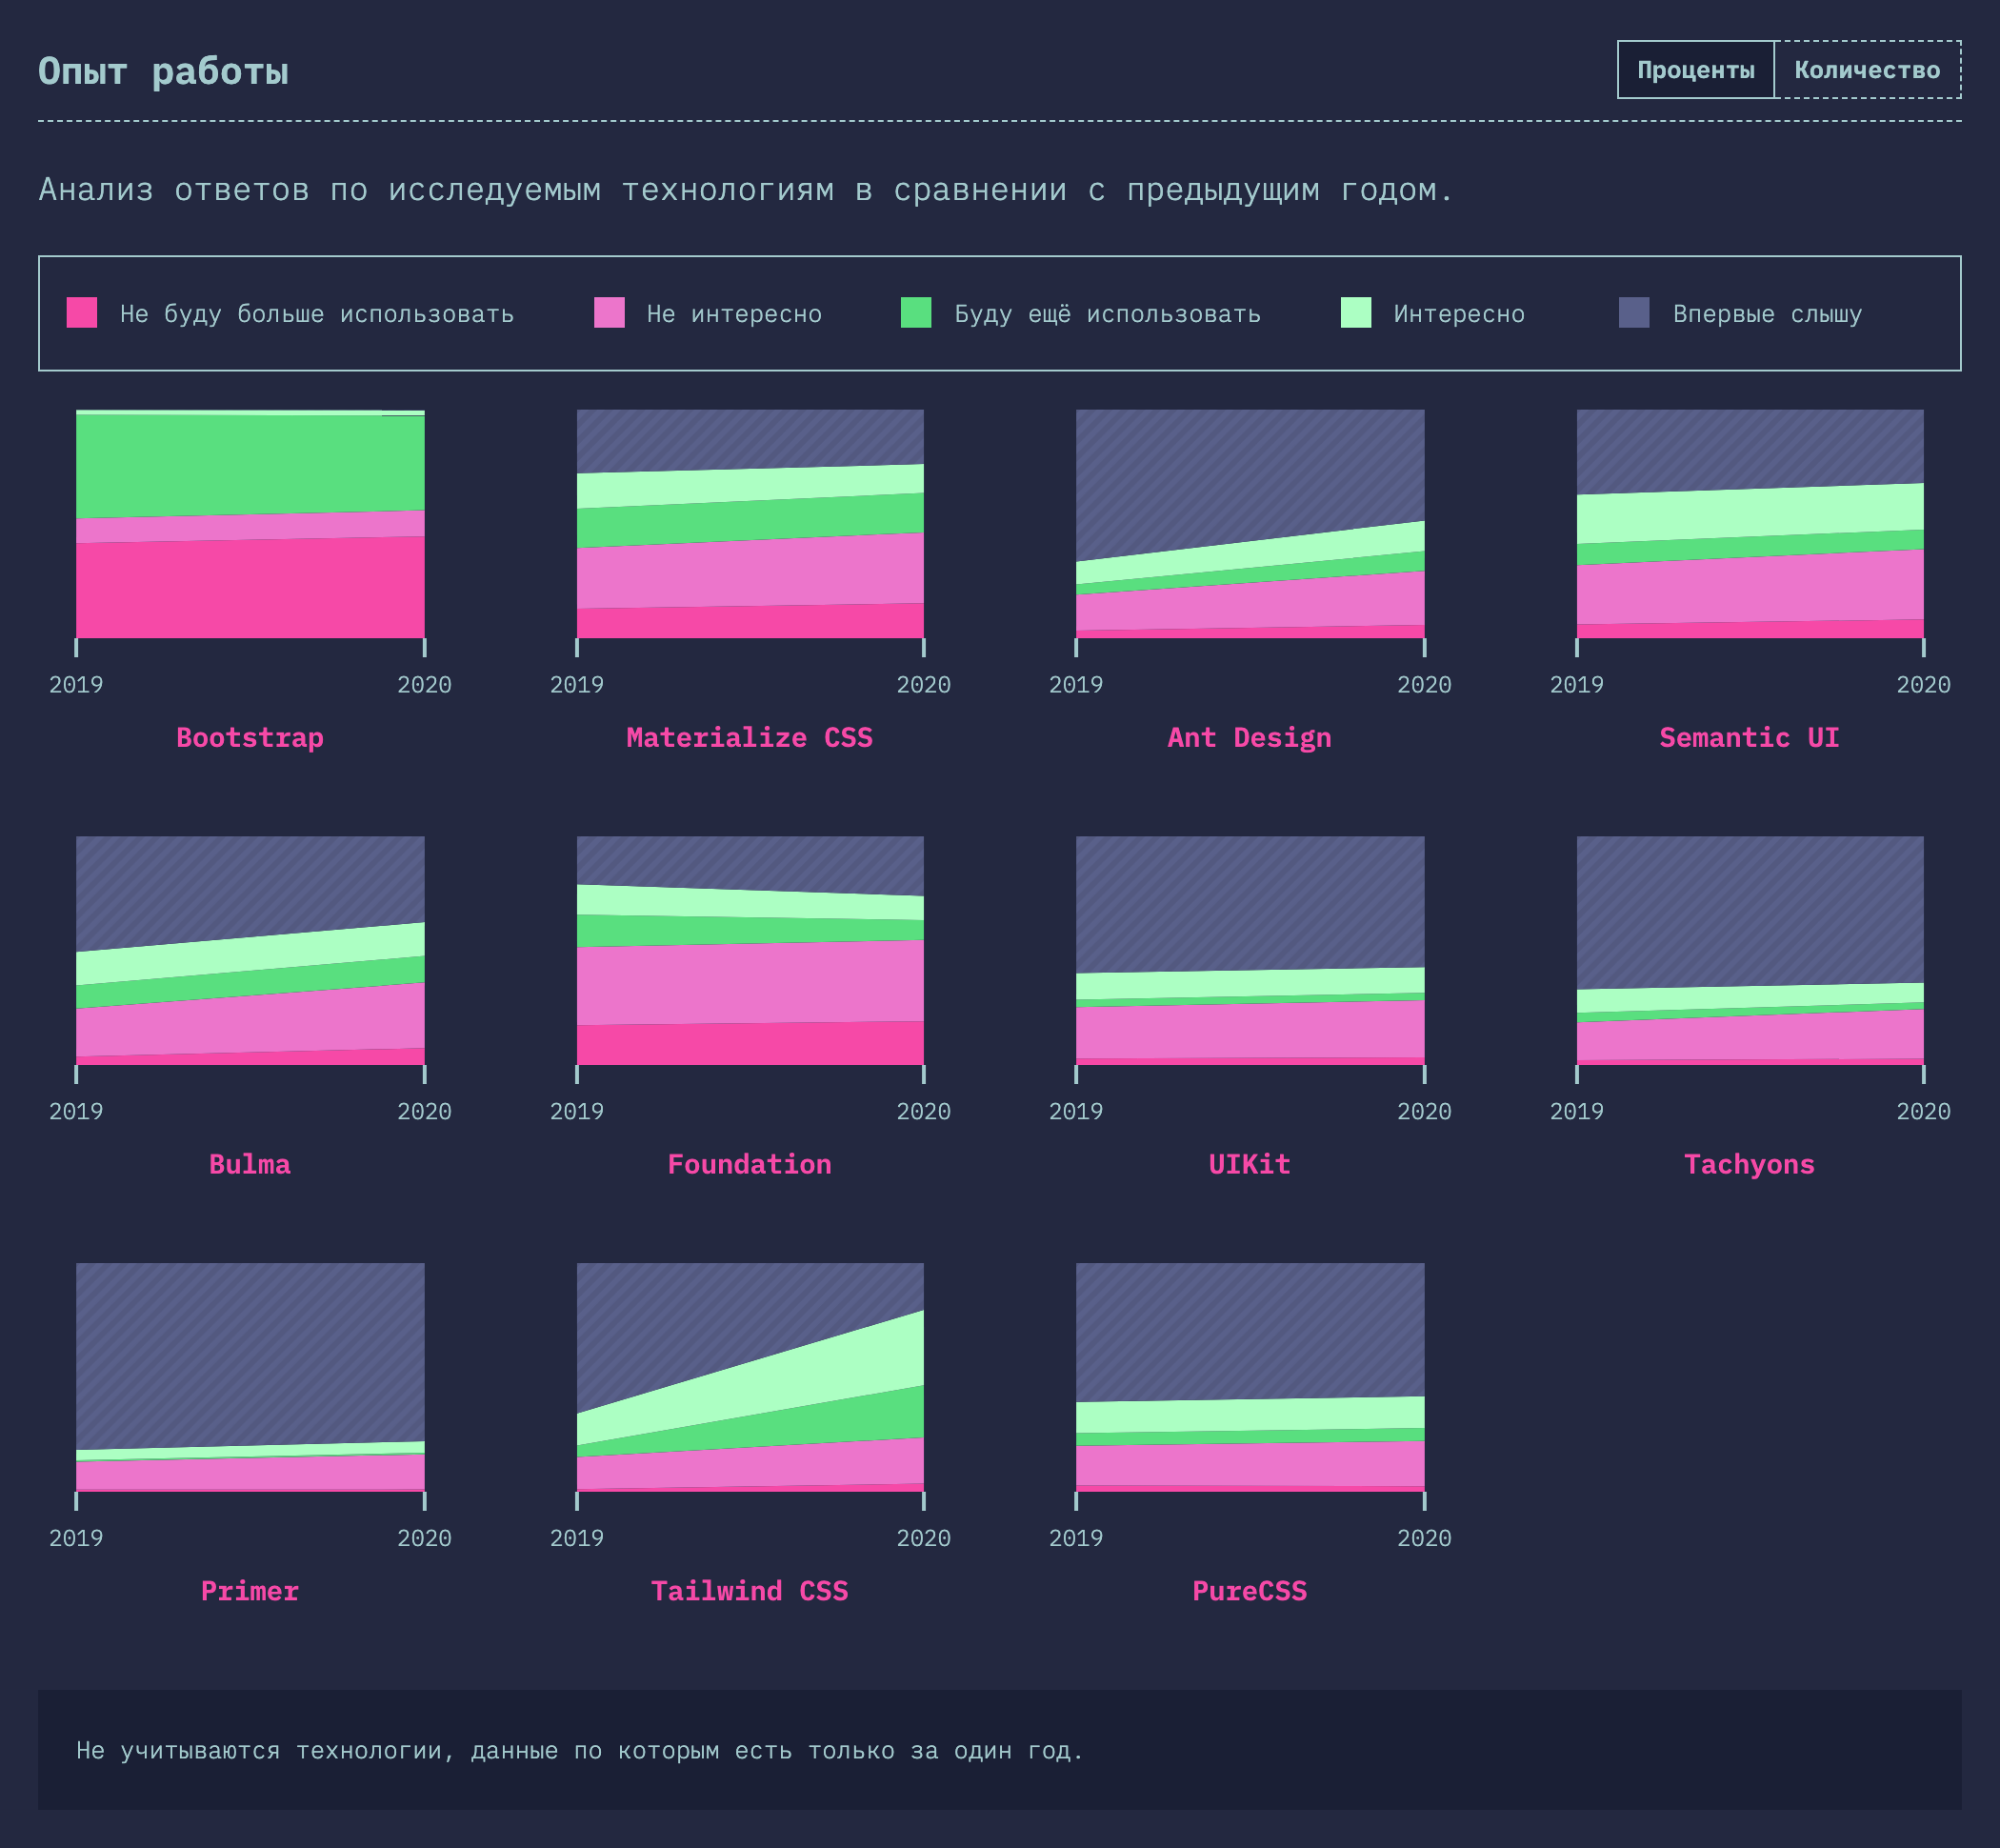 Опыт работы
Проценты Количество
Анализ ответов по исследуемым технологиям в сравнении с предыдущим годом.
Не буду больше использовать Не интересно Буду ещё использовать Интересно Впервые слышу
2019 2020 2019 2020 2019 2020 2019 2020
Bootstrap Materialize CSS Ant Design Semantic UI
2019 2020 2019 2020 2019 2020 2019 2020
Bulma Foundation UIKit Tachyons
2019 2020 2019 2020 2019 2020
Primer Tailwind CSS PureCSS
Не учитываются технологии, данные по которым есть только за один год.